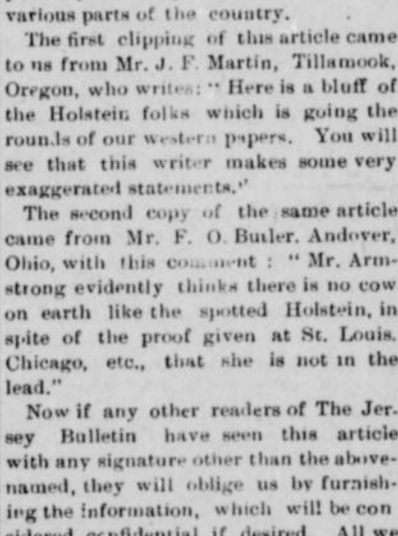 various parts of the country.
The first clipping of this article came
to us from Mr. J. F. Martin, Tillamook,
Oregon, who writes: "Here is a bluff of
the Holstein folks which is going the
rounds of our western papers. You will
see that this writer makes some very
exaggerated statements."
The second copy of the same article
came from Mr. F. O. Butler, Andover,
Ohio, with this comment : "Mr. Arm-
strong evidently thinks there is no cow
on earth like the spotted Holstein, in
spite of the proof given at St. Louis,
Chicago, etc., that she is not in the
lead."
Now if any other readers of The Jer-
sey Bulletin have seen this article
with any signature other than the above-
named, they will oblige us by furnish-
ing the information, which will be con
sidered confidential if desired. All we